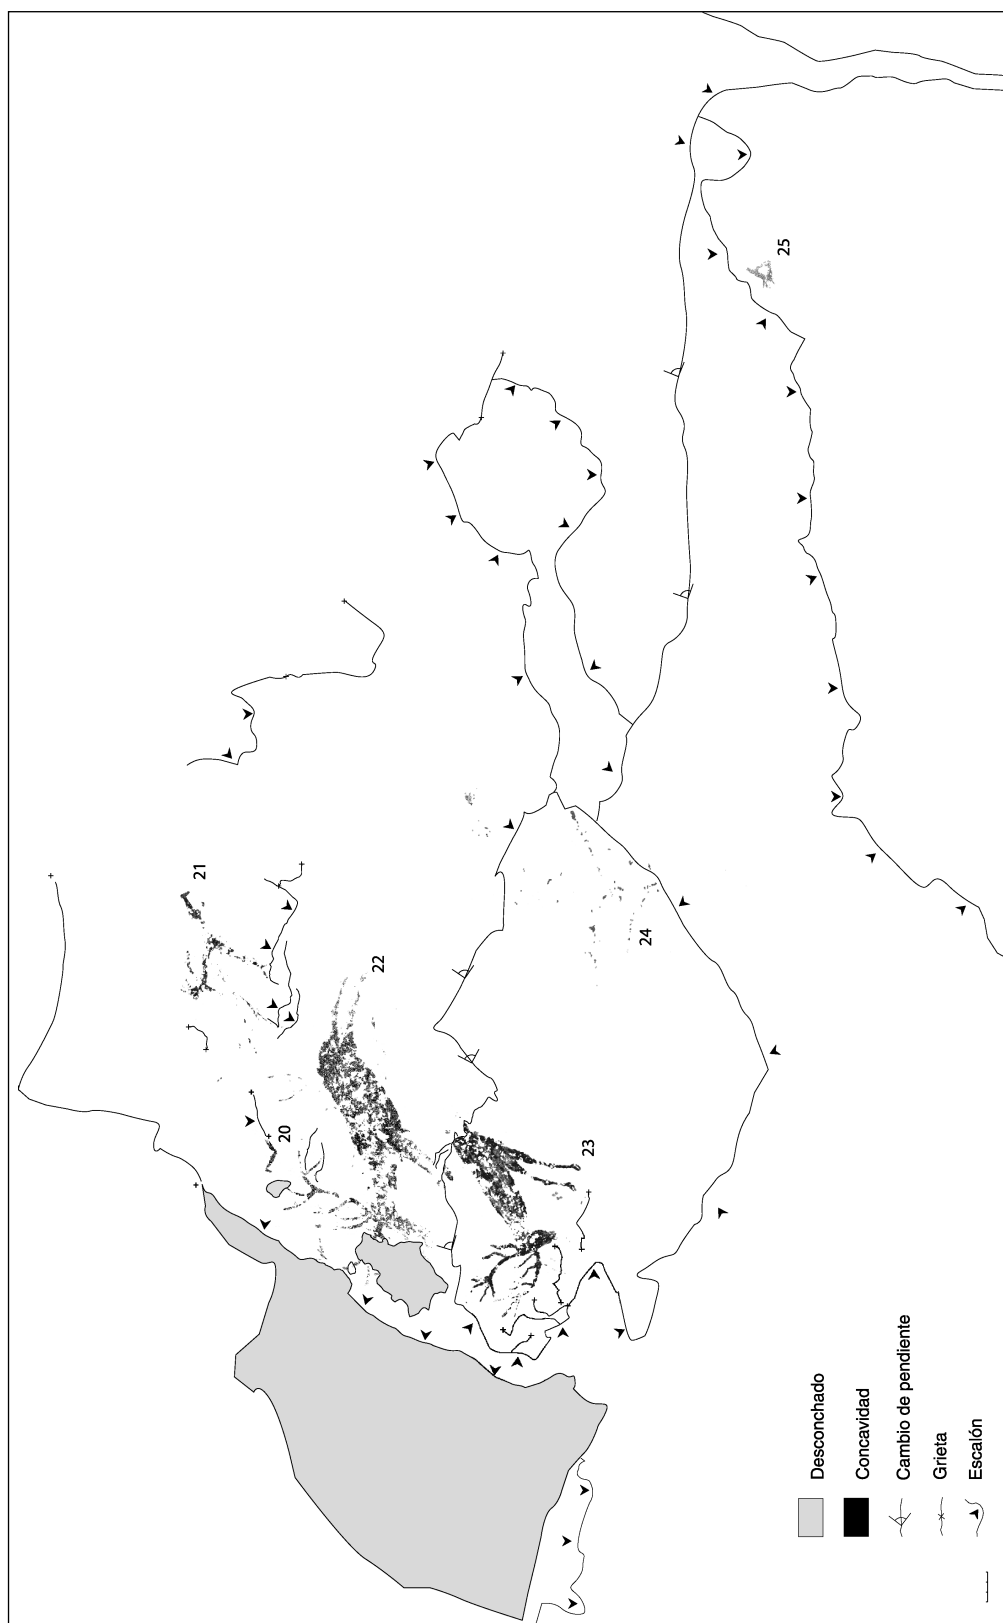 20
21
22
23
24
25
Desconchado
Concavidad
Cambio de pendiente
Grieta
Escalón